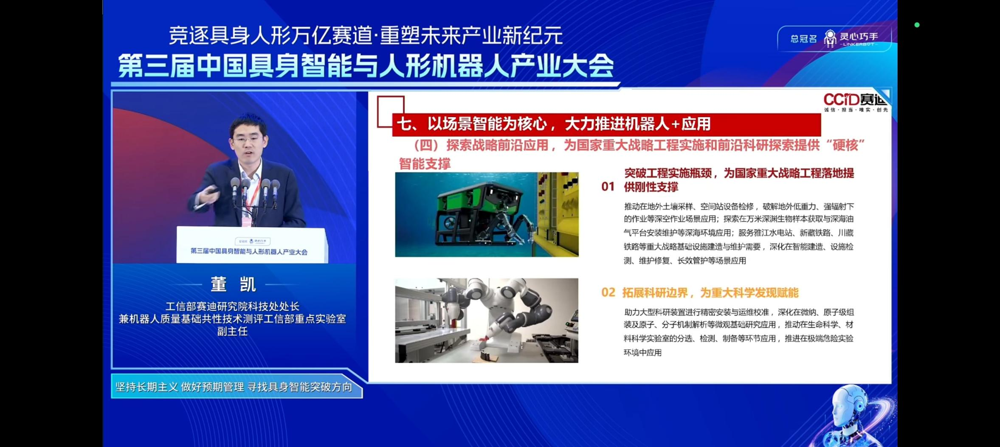 竞逐具身人形万亿赛道·重塑未来产业新纪元
第三届中国具身智能与人形机器人产业大会
总冠名 灵心巧手
-LINKERBOT-
CCID赛迪
诚信·担当·唯实·创先
七、以场景智能为核心，大力推进机器人+应用
（四）探索战略前沿应用，为国家重大战略工程实施和前沿科研探索提供“硬核”
智能支撑
01 突破工程实施瓶颈，为国家重大战略工程落地提
供刚性支撑
推动在地外土壤采样、空间站设备检修，破解地外低重力、强辐射下
的作业等深空作业场景应用；探索在万米深渊生物样本获取与深海油
气平台安装维护等深海环境应用；服务雅江水电站、新藏铁路、川藏
铁路等重大战略基础设施建造与维护需要，深化在智能建造、设施检
测、维护修复、长效管护等场景应用
02 拓展科研边界，为重大科学发现赋能
助力大型科研装置进行精密安装与运维校准，深化在微纳、原子级组
装及原子、分子机制解析等微观基础研究应用，推动在生命科学、材
料科学实验室的分选、检测、制备等环节应用，推进在极端危险实验
环境中应用
总冠名 灵心巧手
第三届中国具身智能与人形机器人产业大会
董 凯
工信部赛迪研究院科技处处长
兼机器人质量基础共性技术测评工信部重点实验室
副主任
坚持长期主义 做好预期管理 寻找具身智能突破方向